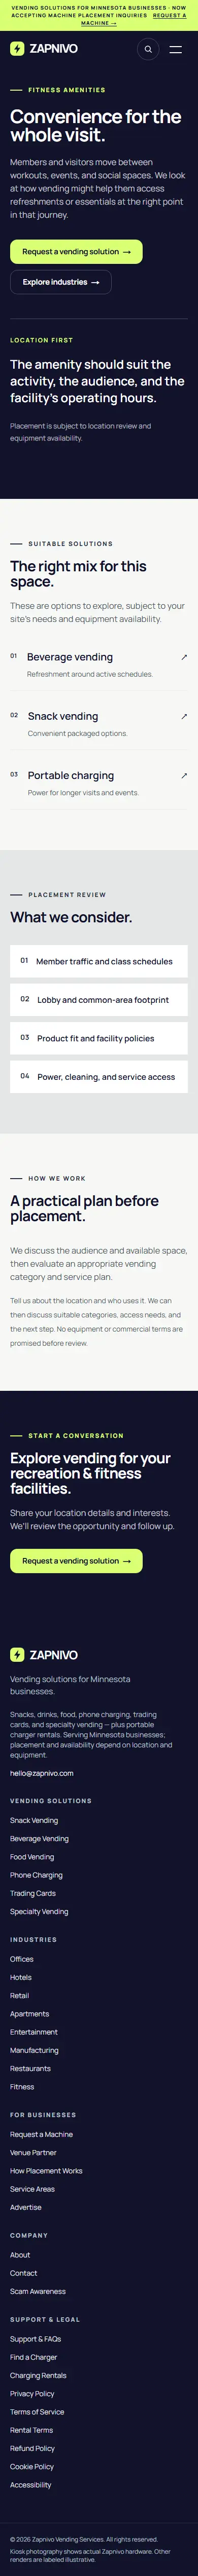 VENDING SOLUTIONS FOR MINNESOTA BUSINESSES · NOW
ACCEPTING MACHINE PLACEMENT INQUIRIES REQUEST A
MACHINE →
ZAPNIVO
FITNESS AMENITIES
Convenience for the
whole visit.
Members and visitors move between
workouts, events, and social spaces. We look
at how vending might help them access
refreshments or essentials at the right point
in that journey.
Request a vending solution →
Explore industries →
LOCATION FIRST
The amenity should suit the
activity, the audience, and the
facility's operating hours.
Placement is subject to location review and
equipment availability.
SUITABLE SOLUTIONS
The right mix for this
space.
These are options to explore, subject to your
site's needs and equipment availability.
01 Beverage vending ↗
Refreshment around active schedules.
02 Snack vending ↗
Convenient packaged options.
03 Portable charging ↗
Power for longer visits and events.
PLACEMENT REVIEW
What we consider.
01 Member traffic and class schedules
02 Lobby and common-area footprint
03 Product fit and facility policies
04 Power, cleaning, and service access
HOW WE WORK
A practical plan before
placement.
We discuss the audience and available space,
then evaluate an appropriate vending
category and service plan.
Tell us about the location and who uses it. We can
then discuss suitable categories, access needs, and
the next step. No equipment or commercial terms are
promised before review.
START A CONVERSATION
Explore vending for your
recreation & fitness
facilities.
Share your location details and interests.
We'll review the opportunity and follow up.
Request a vending solution →
ZAPNIVO
Vending solutions for Minnesota
businesses.
Snacks, drinks, food, phone charging, trading
cards, and specialty vending — plus portable
charger rentals. Serving Minnesota businesses;
placement and availability depend on location and
equipment.
hello@zapnivo.com
VENDING SOLUTIONS
Snack Vending
Beverage Vending
Food Vending
Phone Charging
Trading Cards
Specialty Vending
INDUSTRIES
Offices
Hotels
Retail
Apartments
Entertainment
Manufacturing
Restaurants
Fitness
FOR BUSINESSES
Request a Machine
Venue Partner
How Placement Works
Service Areas
Advertise
COMPANY
About
Contact
Scam Awareness
SUPPORT & LEGAL
Support & FAQs
Find a Charger
Charging Rentals
Privacy Policy
Terms of Service
Rental Terms
Refund Policy
Cookie Policy
Accessibility
© 2026 Zapnivo Vending Services. All rights reserved.
Kiosk photography shows actual Zapnivo hardware. Other
renders are labeled illustrative.